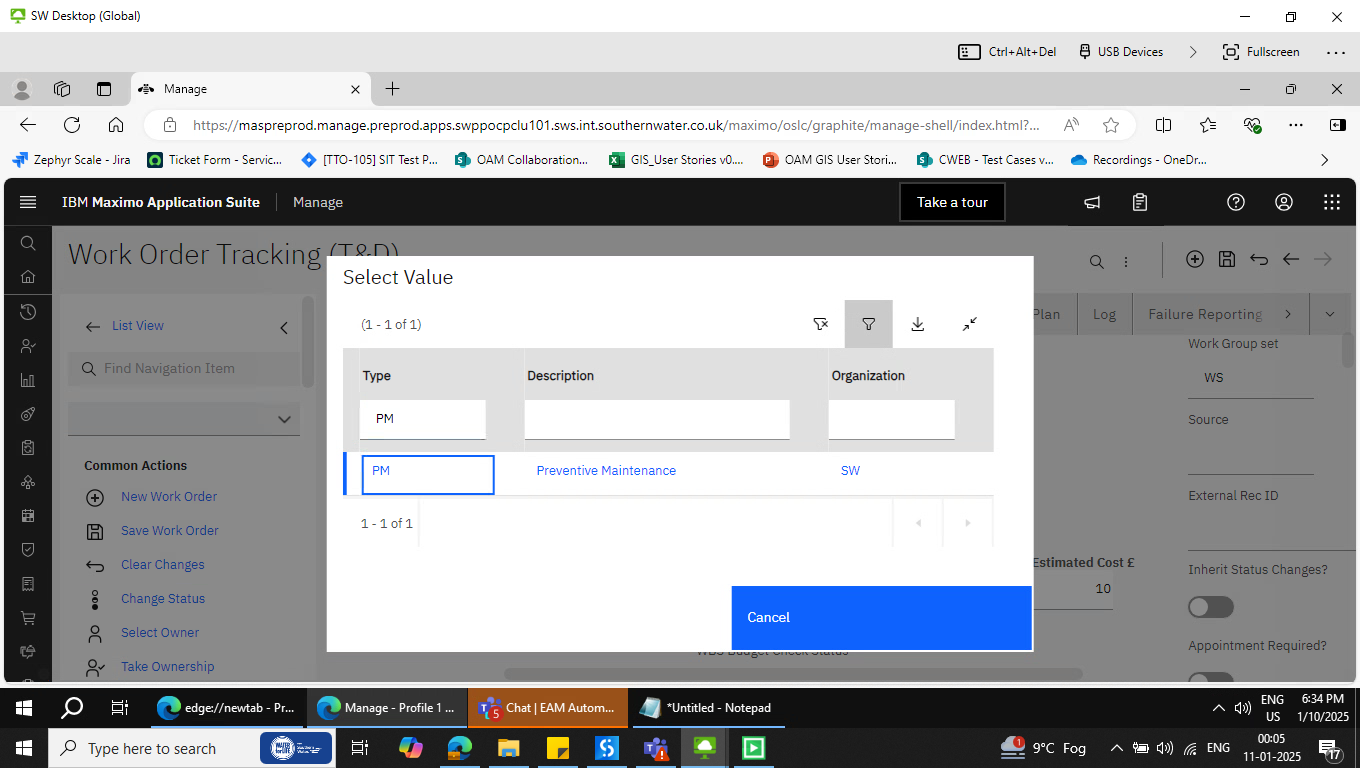 SW Desktop (Global)
Ctrl+Alt+Del
USB Devices
Fullscreen
Manage
https://maspreprod.manage.preprod.apps.swppocpclu101.sws.int.southernwater.co.uk/maximo/oslc/graphite/manage-shell/index.html?...
Zephyr Scale - Jira
Ticket Form - Servic...
[TTO-105] SIT Test P...
OAM Collaboration...
GIS_User Stories v0....
OAM GIS User Stori...
CWEB - Test Cases v...
Recordings - OneDr...
IBM Maximo Application Suite
Manage
Take a tour
Work Order Tracking (T&D)
List View
Find Navigation Item
Common Actions
New Work Order
Save Work Order
Clear Changes
Change Status
Select Owner
Take Ownership
Select Value
(1 - 1 of 1)
Type
Description
Organization
PM
PM
Preventive Maintenance
SW
1 - 1 of 1
Cancel
Plan
Log
Failure Reporting
Work Group set
WS
Source
External Rec ID
Estimated Cost £
10
Inherit Status Changes?
Appointment Required?
WBS Budget Check Status
edge://newtab - Pr...
Manage - Profile 1 ...
5
Chat | EAM Autom...
*Untitled - Notepad
ENG
US
6:34 PM
1/10/2025
Type here to search
1
9°C Fog
ENG
00:05
11-01-2025
17